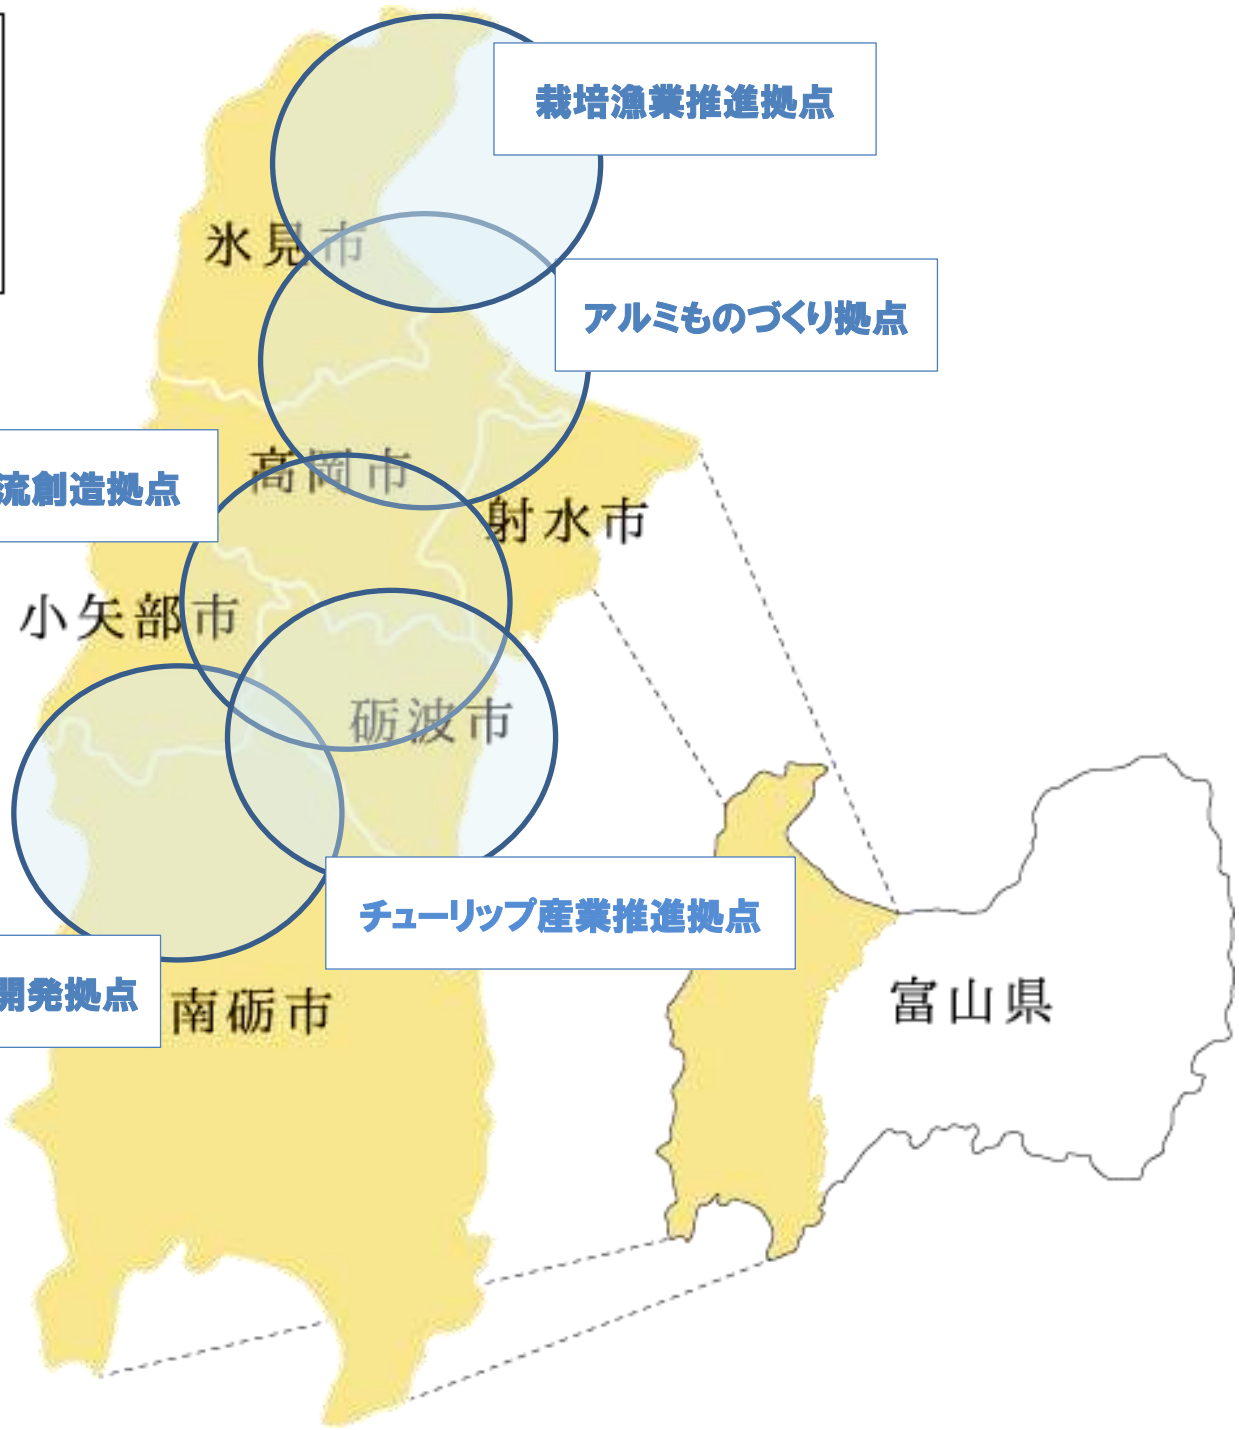 栽培漁業推進拠点
氷見市
アルミものづくり拠点
高岡市
流創造拠点
射水市
小矢部市
砺波市
チューリップ産業推進拠点
開発拠点
南砺市
富山県